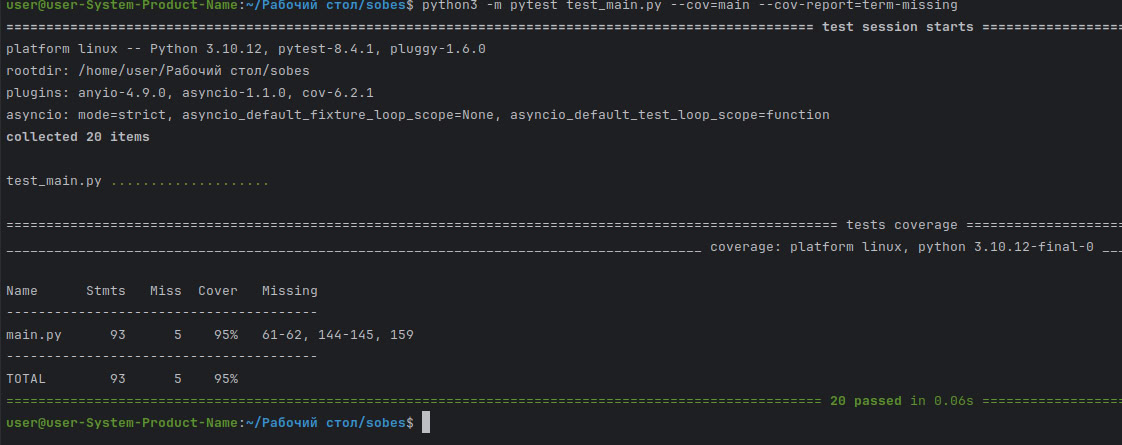 user@user-System-Product-Name:~/Рабочий стол/sobes$ python3 -m pytest test_main.py --cov=main --cov-report=term-missing
===================================================================================================== test session starts ==================
platform linux -- Python 3.10.12, pytest-8.4.1, pluggy-1.6.0
rootdir: /home/user/Рабочий стол/sobes
plugins: anyio-4.9.0, asyncio-1.1.0, cov-6.2.1
asyncio: mode=strict, asyncio_default_fixture_loop_scope=None, asyncio_default_test_loop_scope=function
collected 20 items
test_main.py ....................
======================================================================================================== tests coverage =====================
_______________________________________________________________________________________ coverage: platform linux, python 3.10.12-final-0 ___
Name      Stmts   Miss  Cover   Missing
---------------------------------------
main.py      93      5    95%   61-62, 144-145, 159
---------------------------------------
TOTAL        93      5    95%
====================================================================================================== 20 passed in 0.06s ==================
user@user-System-Product-Name:~/Рабочий стол/sobes$